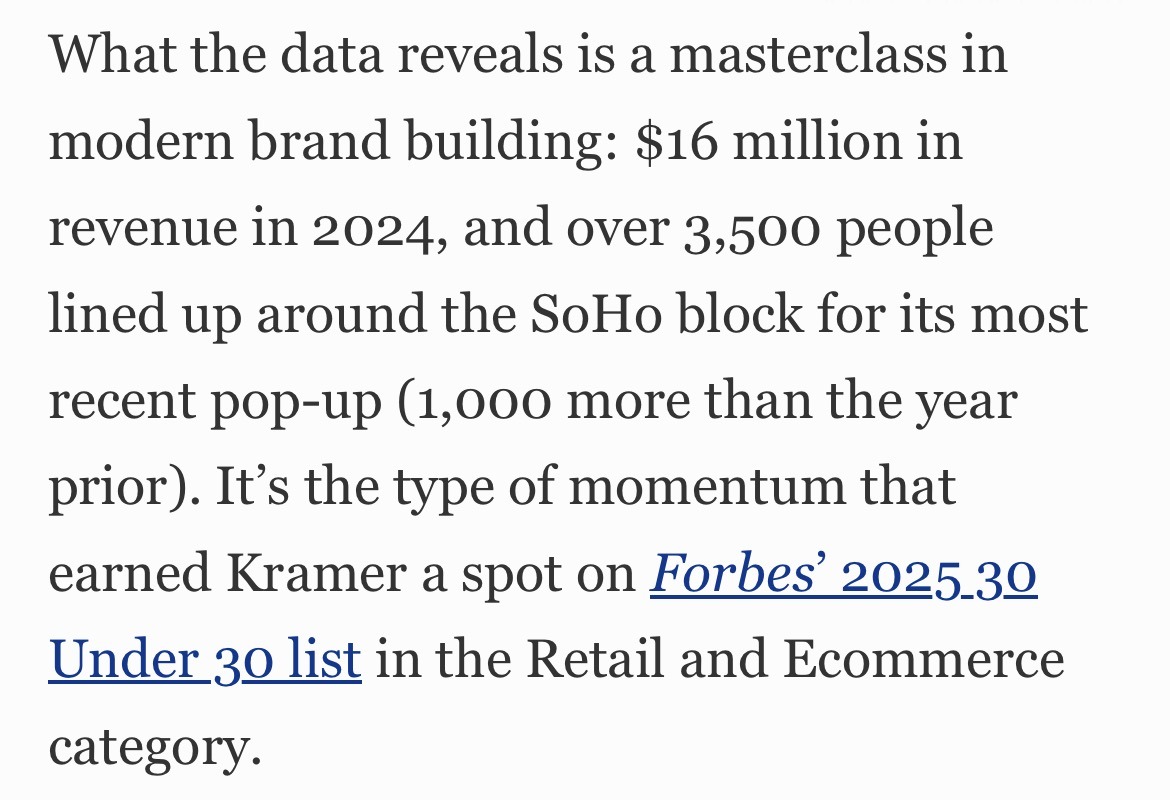 What the data reveals is a masterclass in
modern brand building: $16 million in
revenue in 2024, and over 3,500 people
lined up around the SoHo block for its most
recent pop-up (1,000 more than the year
prior). It’s the type of momentum that
earned Kramer a spot on Forbes’ 2025 30
Under 30 list in the Retail and Ecommerce
category.